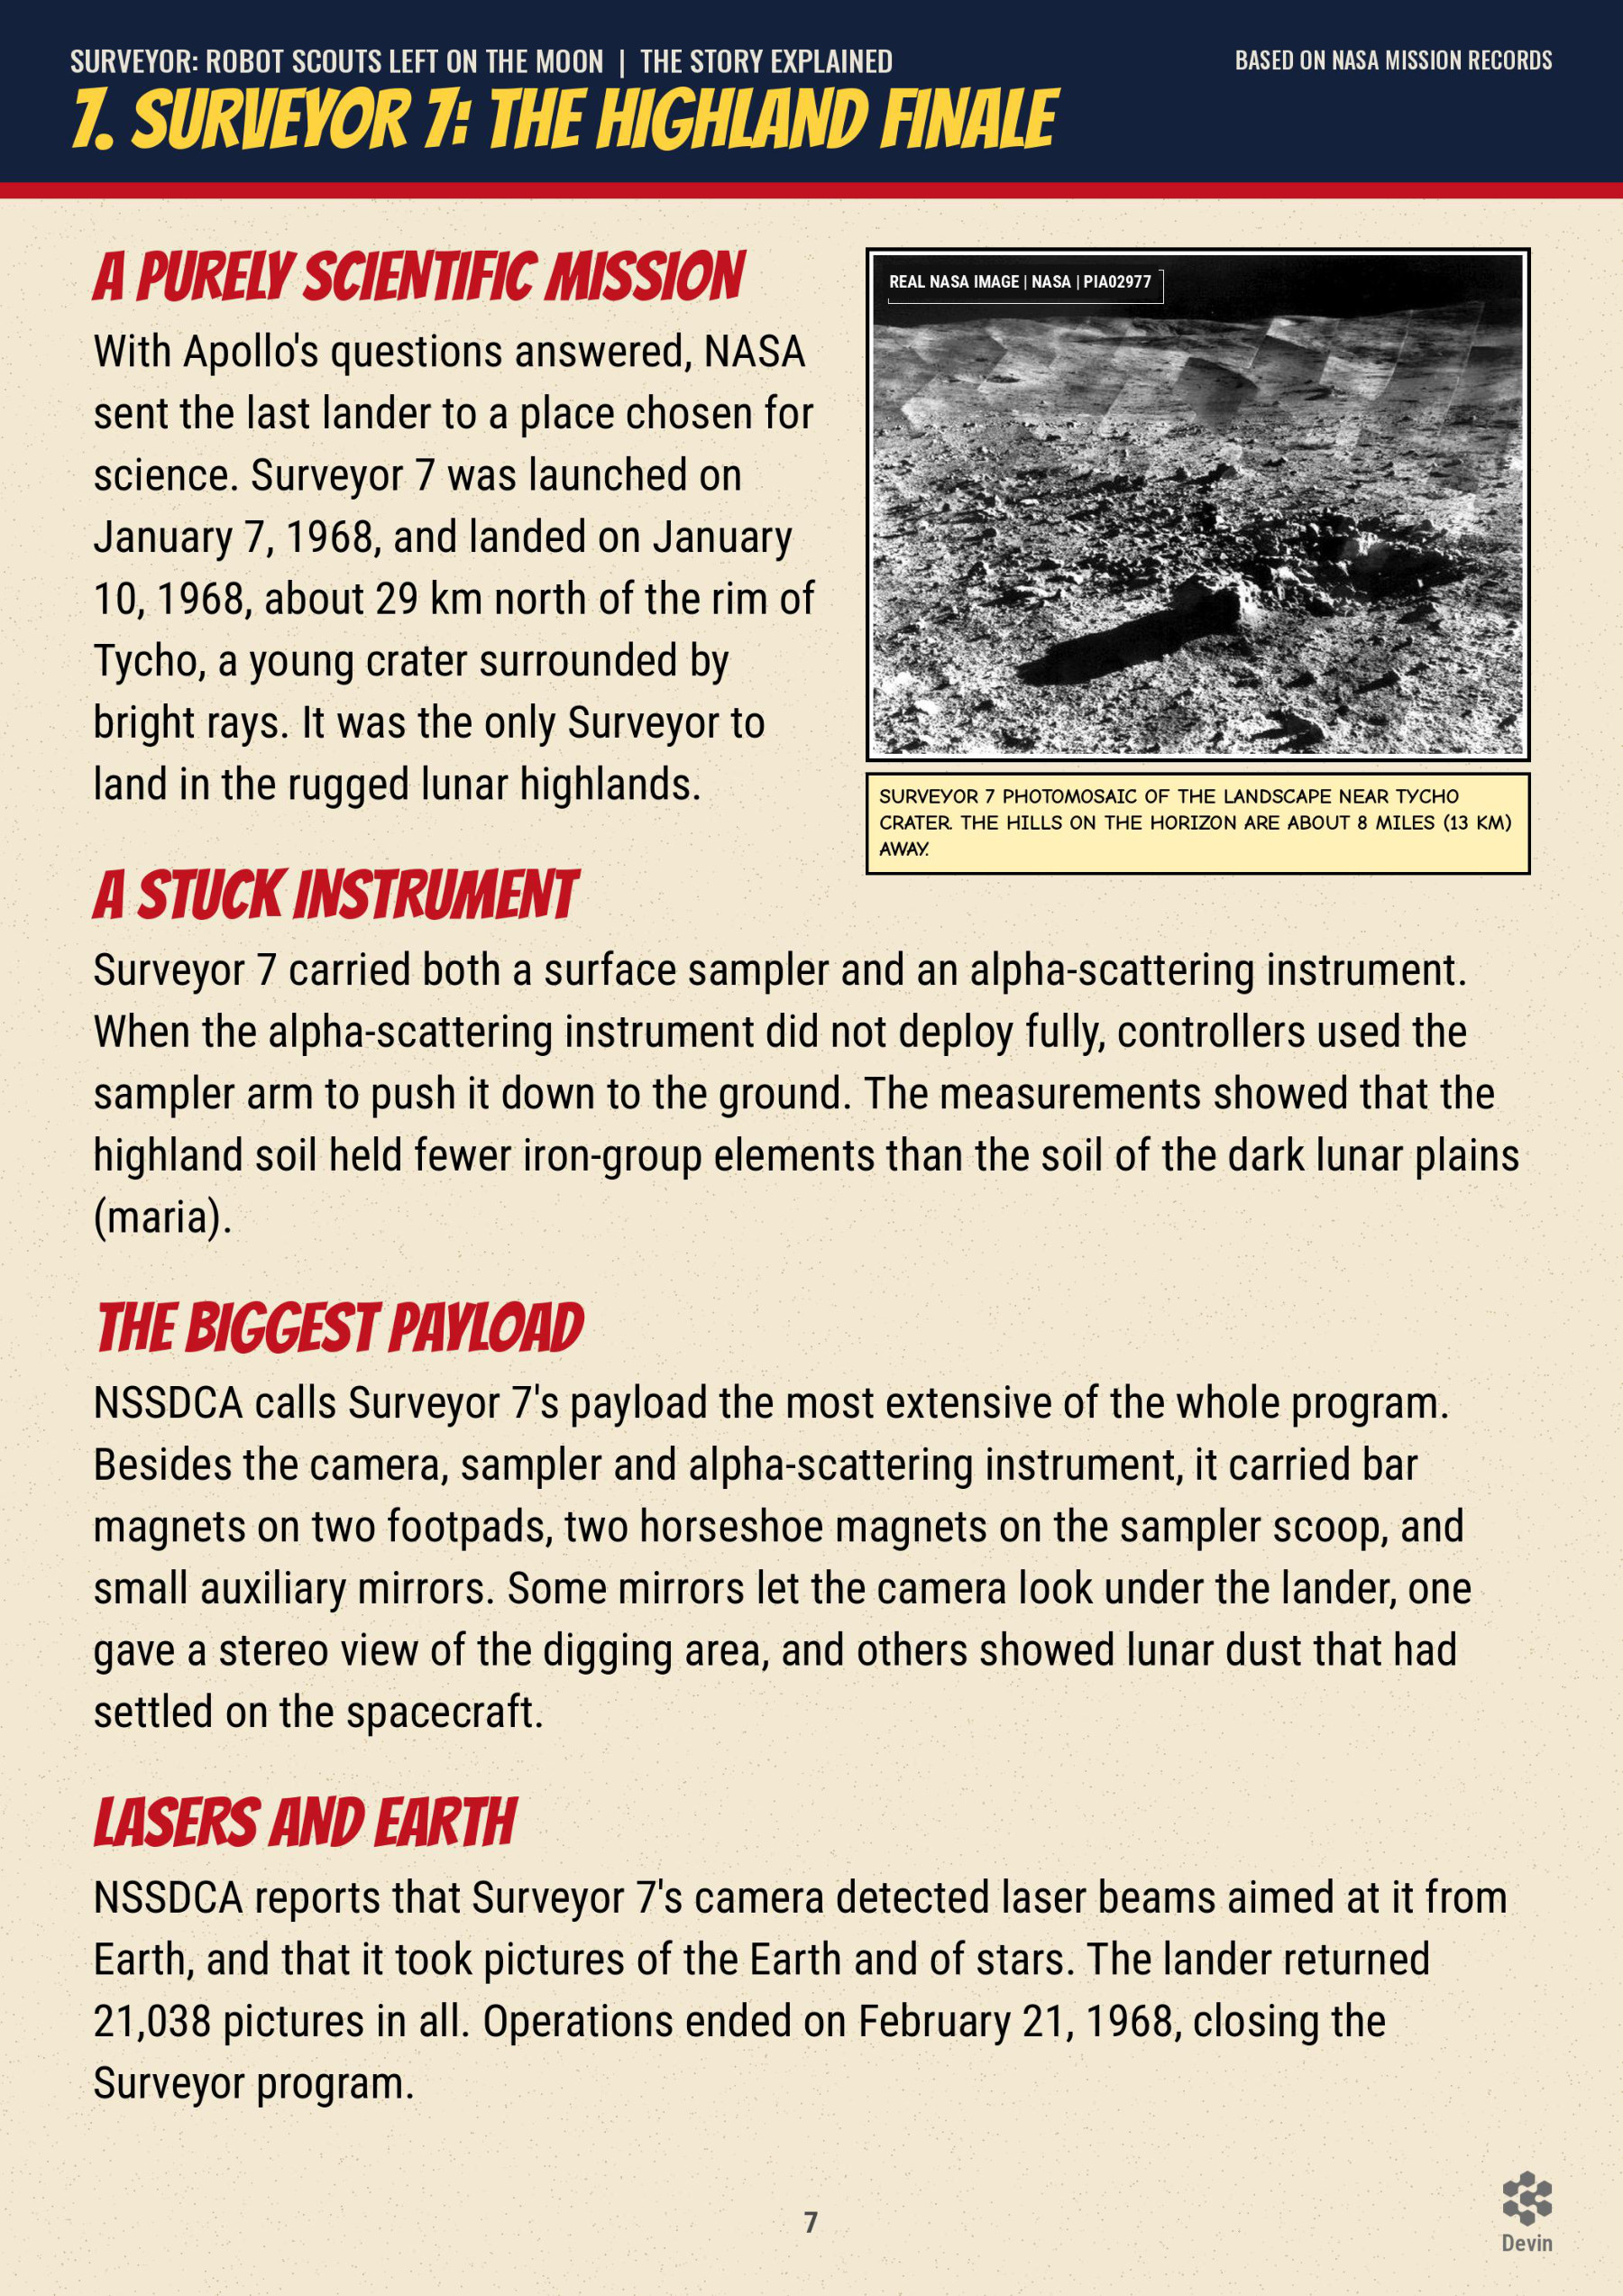 SURVEYOR: ROBOT SCOUTS LEFT ON THE MOON | THE STORY EXPLAINED
BASED ON NASA MISSION RECORDS
7. SURVEYOR 7: THE HIGHLAND FINALE
A PURELY SCIENTIFIC MISSION
With Apollo's questions answered, NASA
sent the last lander to a place chosen for
science. Surveyor 7 was launched on
January 7, 1968, and landed on January
10, 1968, about 29 km north of the rim of
Tycho, a young crater surrounded by
bright rays. It was the only Surveyor to
land in the rugged lunar highlands.
REAL NASA IMAGE | NASA | PIA02977
SURVEYOR 7 PHOTOMOSAIC OF THE LANDSCAPE NEAR TYCHO
CRATER. THE HILLS ON THE HORIZON ARE ABOUT 8 MILES (13 KM)
AWAY.
A STUCK INSTRUMENT
Surveyor 7 carried both a surface sampler and an alpha-scattering instrument.
When the alpha-scattering instrument did not deploy fully, controllers used the
sampler arm to push it down to the ground. The measurements showed that the
highland soil held fewer iron-group elements than the soil of the dark lunar plains
(maria).
THE BIGGEST PAYLOAD
NSSDCA calls Surveyor 7's payload the most extensive of the whole program.
Besides the camera, sampler and alpha-scattering instrument, it carried bar
magnets on two footpads, two horseshoe magnets on the sampler scoop, and
small auxiliary mirrors. Some mirrors let the camera look under the lander, one
gave a stereo view of the digging area, and others showed lunar dust that had
settled on the spacecraft.
LASERS AND EARTH
NSSDCA reports that Surveyor 7's camera detected laser beams aimed at it from
Earth, and that it took pictures of the Earth and of stars. The lander returned
21,038 pictures in all. Operations ended on February 21, 1968, closing the
Surveyor program.
7
Devin